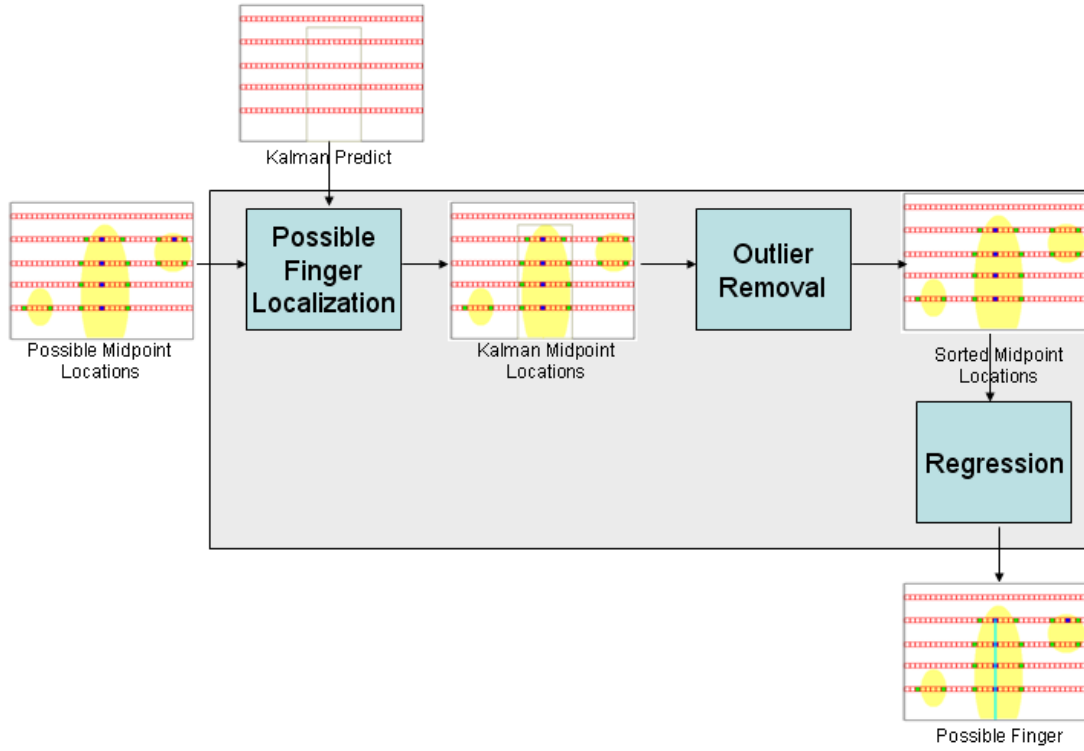 Kalman Predict
Possible
Finger
Localization
Outlier
Removal
Possible Midpoint
Locations
Kalman Midpoint
Locations
Sorted Midpoint
Locations
Regression
Possible Finger